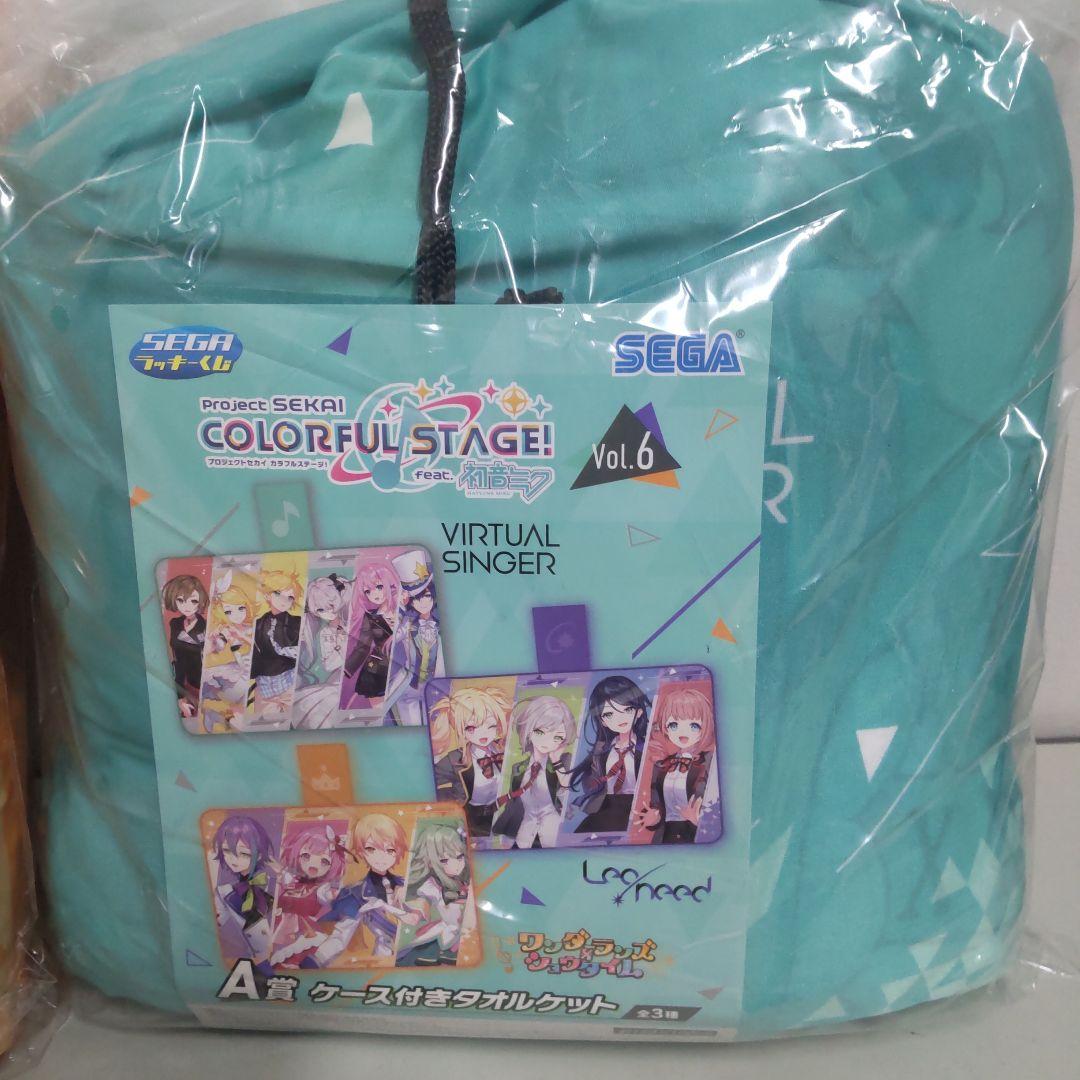 SEGA
ラッキーくじ
SEGA®
Project SEKAI
COLORFUL STAGE!
プロジェクトセカイ カラフルステージ!
feat. 初音ミク
HATSUNE MIKU
Vol.6
VIRTUAL
SINGER
L
R
Leo/need
ワンダーランズ
×
ショウタイム
A賞 ケース付きタオルケット 全3種